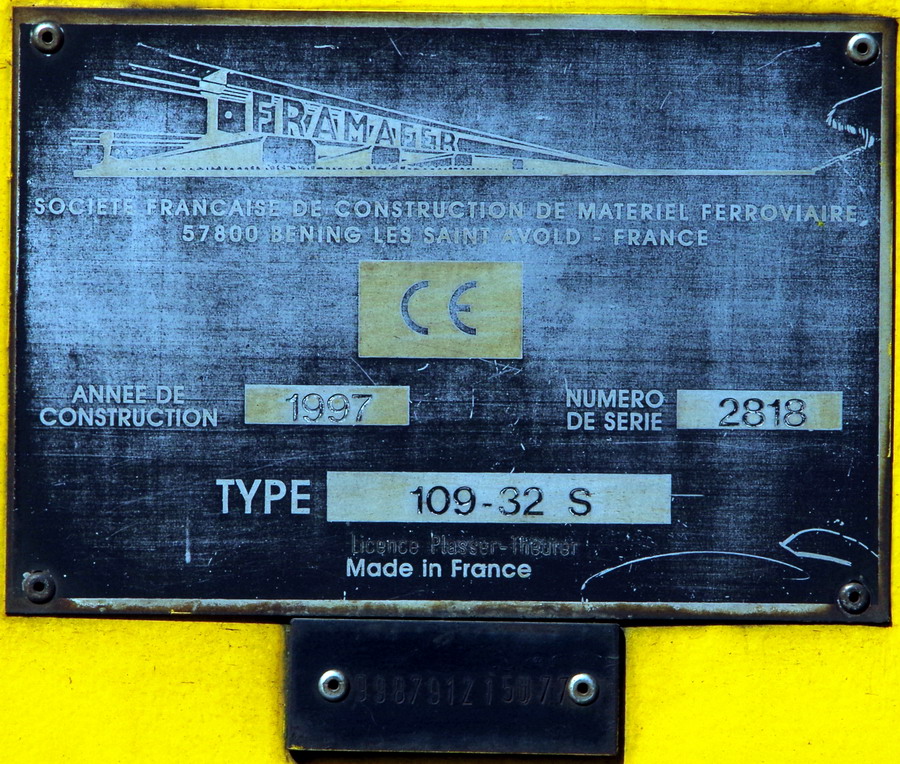 FRAMAFER
SOCIETE FRANCAISE DE CONSTRUCTION DE MATERIEL FERROVIAIRE
57800 BENING LES SAINT AVOLD - FRANCE
CE
ANNEE DE
CONSTRUCTION
1997
NUMERO
DE SERIE
2818
TYPE
109-32 S
Licence Plasser-Theurer
Made in France